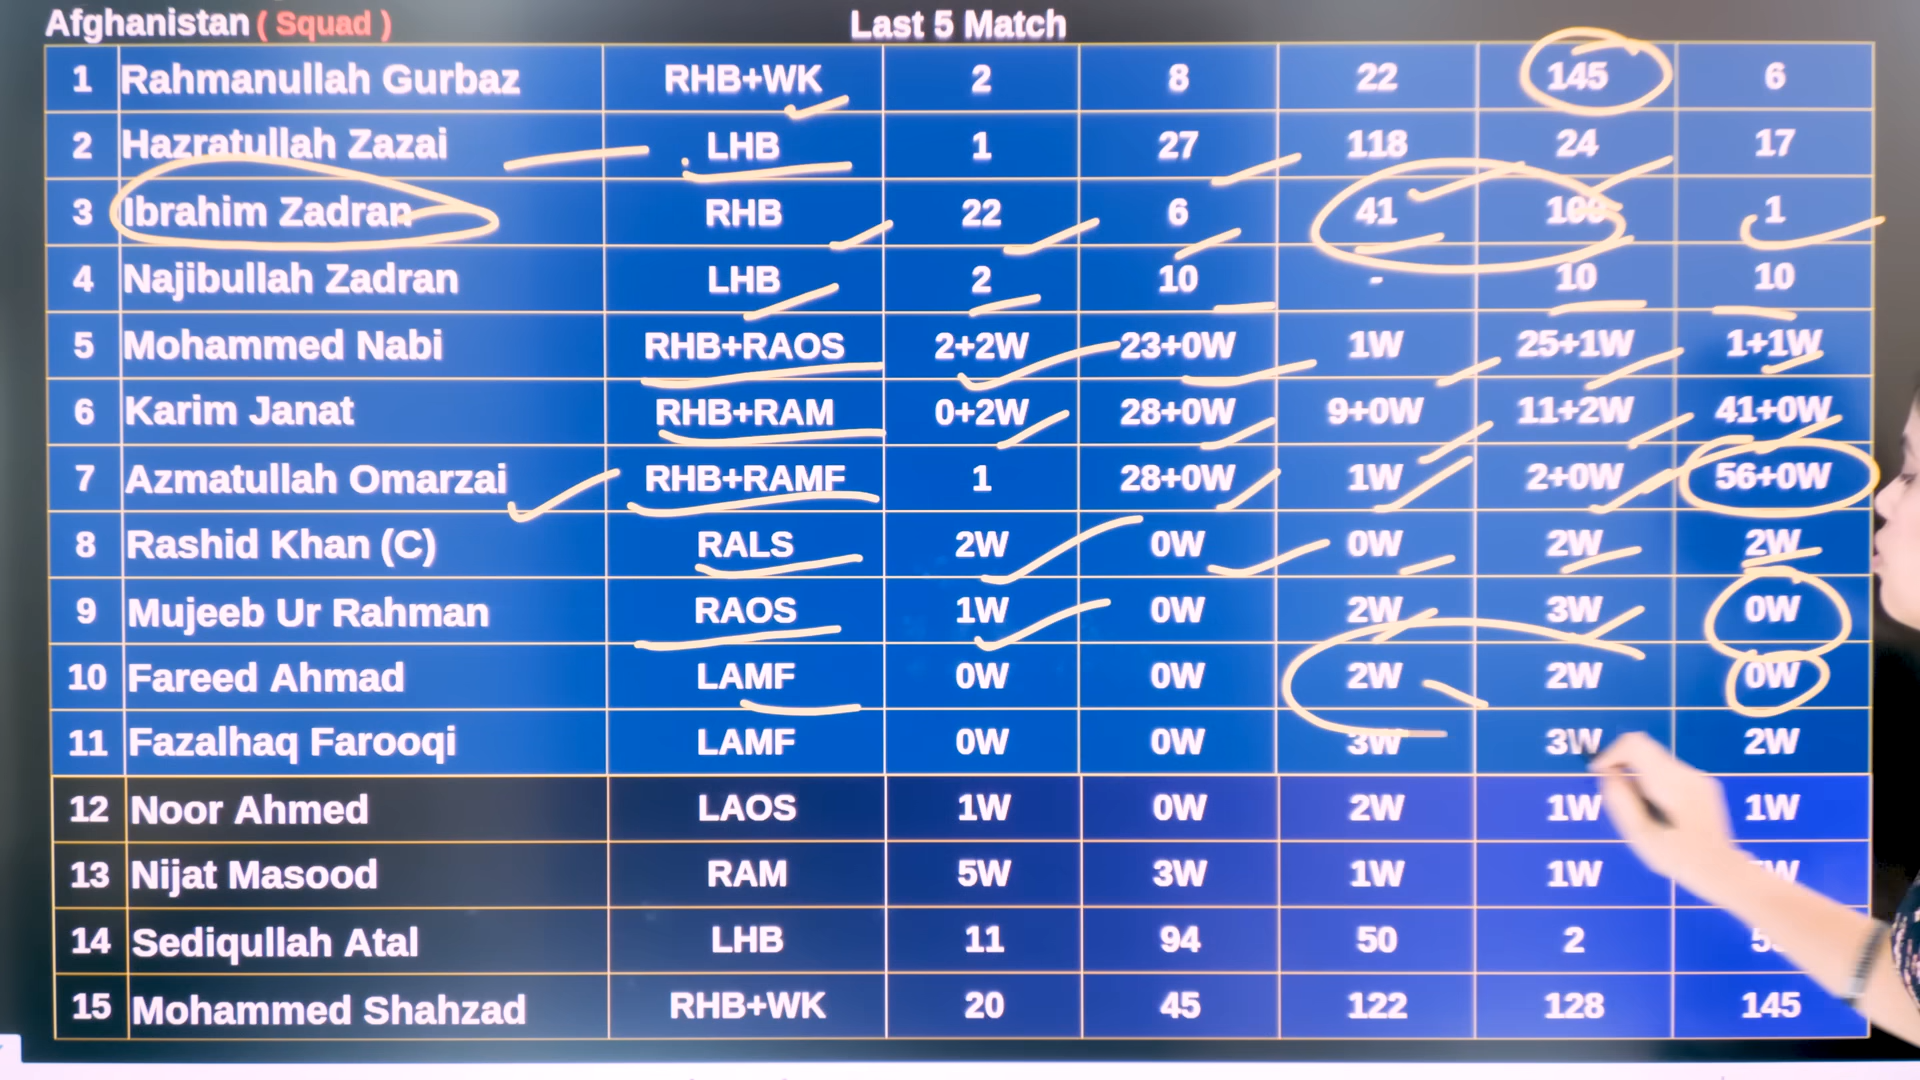 Afghanistan ( Squad ) Last 5 Match
1 Rahmanullah Gurbaz RHB+WK 2 8 22 145 6
2 Hazratullah Zazai LHB 1 27 118 24 17
3 Ibrahim Zadran RHB 22 6 41 1
4 Najibullah Zadran LHB 2 10 - 10 10
5 Mohammed Nabi RHB+RAOS 2+2W 23+0W 1W 25+1W 1+1W
6 Karim Janat RHB+RAM 0+2W 28+0W 9+0W 11+2W 41+0W
7 Azmatullah Omarzai RHB+RAMF 1 28+0W 1W 2+0W 56+0W
8 Rashid Khan (C) RALS 2W 0W 0W 2W 2W
9 Mujeeb Ur Rahman RAOS 1W 0W 2W 3W 0W
10 Fareed Ahmad LAMF 0W 0W 2W 2W 0W
11 Fazalhaq Farooqi LAMF 0W 0W 3W 3W 2W
12 Noor Ahmed LAOS 1W 0W 2W 1W 1W
13 Nijat Masood RAM 5W 3W 1W 1W
14 Sediqullah Atal LHB 11 94 50 2
15 Mohammed Shahzad RHB+WK 20 45 122 128 145